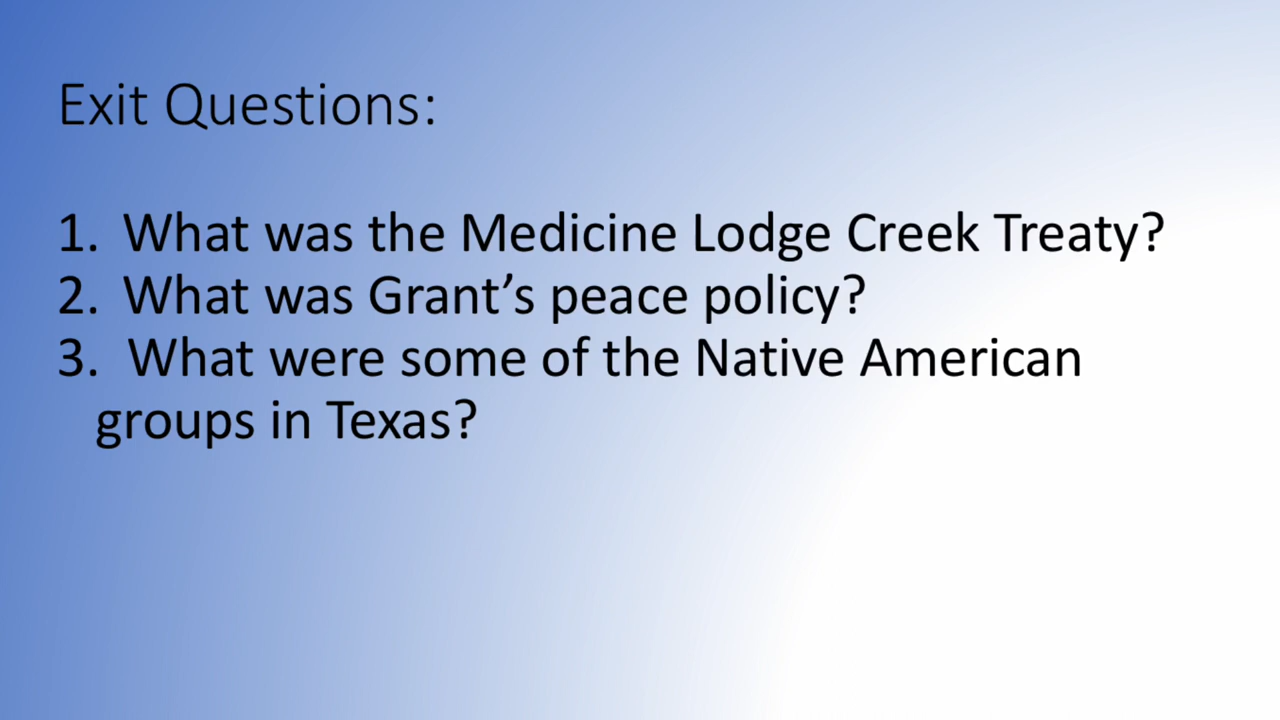 Exit Questions:
1. What was the Medicine Lodge Creek Treaty?
2. What was Grant’s peace policy?
3. What were some of the Native American
groups in Texas?